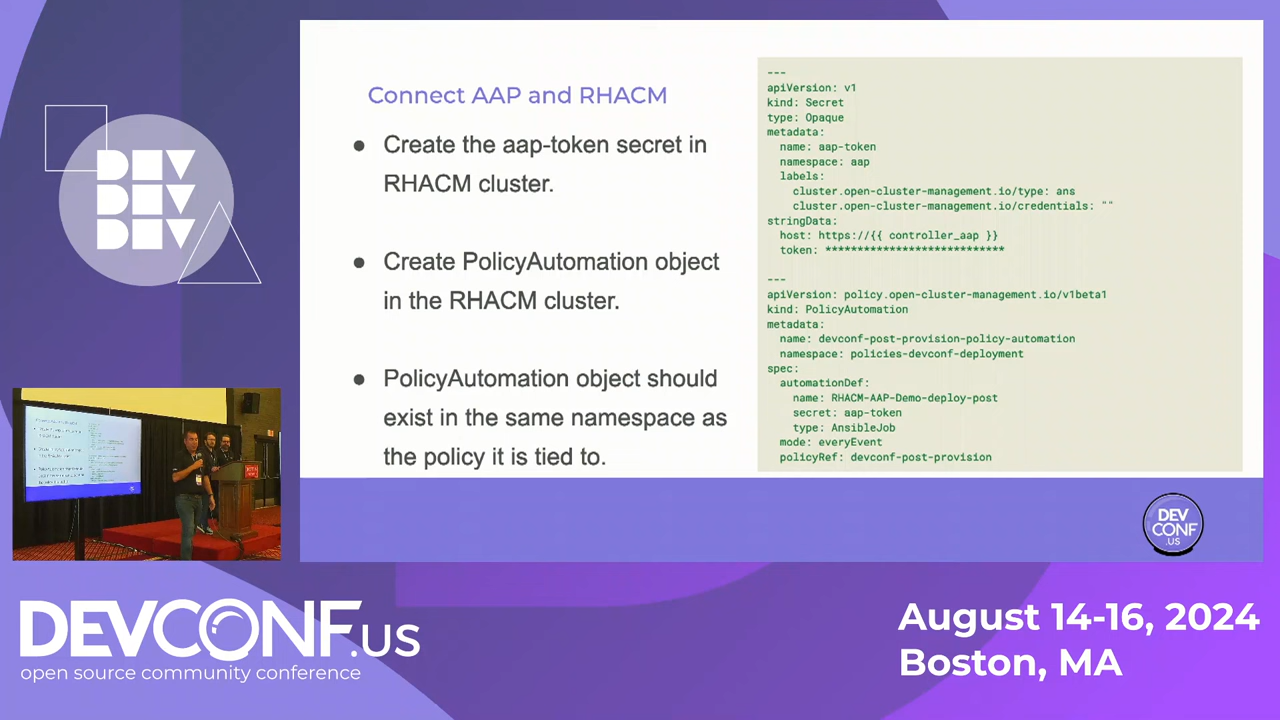 DEV
DEV
DEV
Connect AAP and RHACM
● Create the aap-token secret in
RHACM cluster.
● Create PolicyAutomation object
in the RHACM cluster.
● PolicyAutomation object should
exist in the same namespace as
the policy it is tied to.
---
apiVersion: v1
kind: Secret
type: Opaque
metadata:
  name: aap-token
  namespace: aap
  labels:
    cluster.open-cluster-management.io/type: ans
    cluster.open-cluster-management.io/credentials: ""
stringData:
  host: https://{{ controller_aap }}
  token: ****************************
---
apiVersion: policy.open-cluster-management.io/v1beta1
kind: PolicyAutomation
metadata:
  name: devconf-post-provision-policy-automation
  namespace: policies-devconf-deployment
spec:
  automationDef:
    name: RHACM-AAP-Demo-deploy-post
    secret: aap-token
    type: AnsibleJob
  mode: everyEvent
  policyRef: devconf-post-provision
DEV
CONF
.US
DEVCONF.US
open source community conference
August 14-16, 2024
Boston, MA